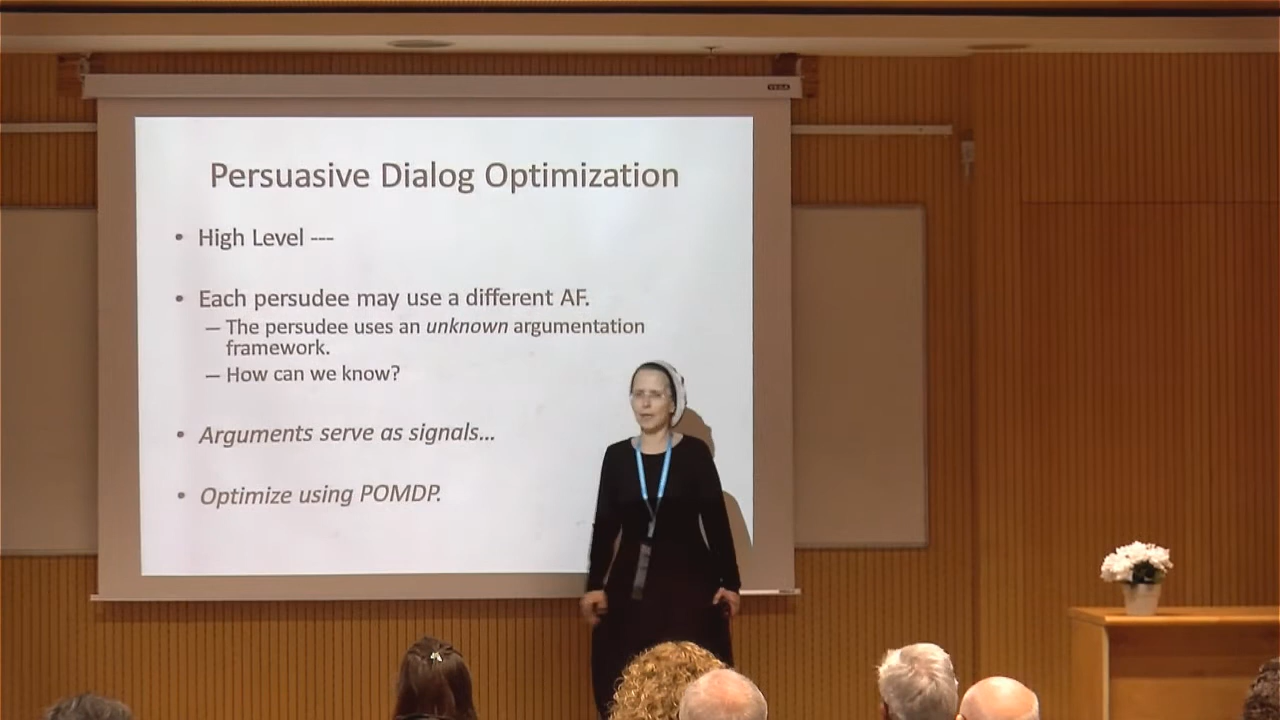 VEGA
Persuasive Dialog Optimization
• High Level ---
• Each persudee may use a different AF.
– The persudee uses an unknown argumentation
framework.
– How can we know?
• Arguments serve as signals...
• Optimize using POMDP.